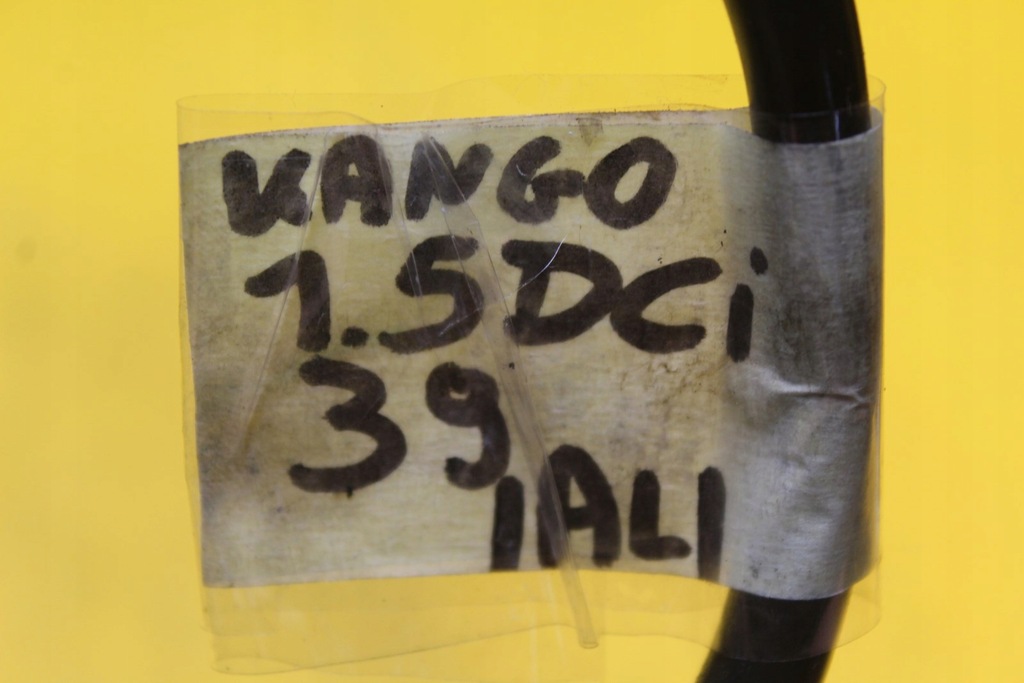 KANGO
1.5DCi
39
IALI